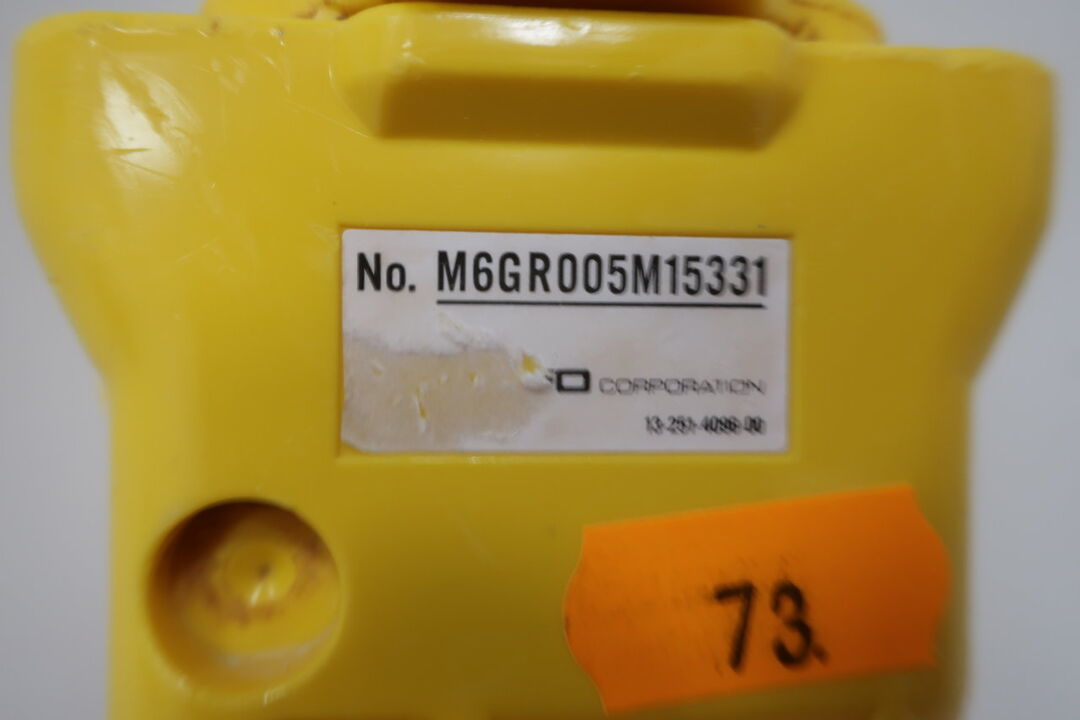 No. M6GR005M15331
CORPORATION
13-251-4096-00
73.